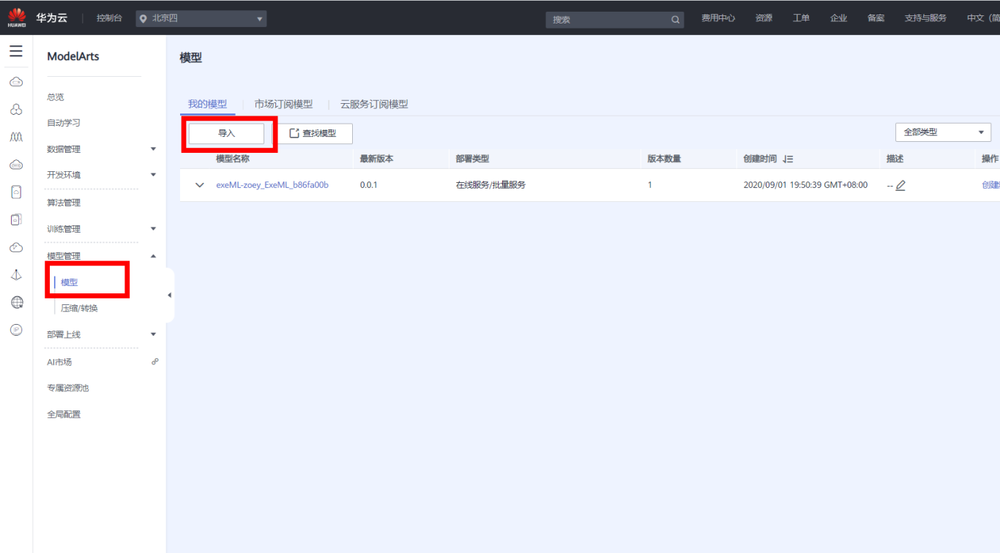 HUAWEI 华为云 控制台 北京四 搜索 费用中心 资源 工单 企业 备案 支持与服务 中文（简
ModelArts
总览
自动学习
数据管理
开发环境
算法管理
训练管理
模型管理
模型
压缩/转换
部署上线
AI市场
专属资源池
全局配置
模型
我的模型 市场订阅模型 云服务订阅模型
导入 查找模型 全部类型
模型名称 最新版本 部署类型 版本数量 创建时间 描述 操作
exeML-zoey_ExeML_b86fa00b 0.0.1 在线服务/批量服务 1 2020/09/01 19:50:39 GMT+08:00 -- 创建